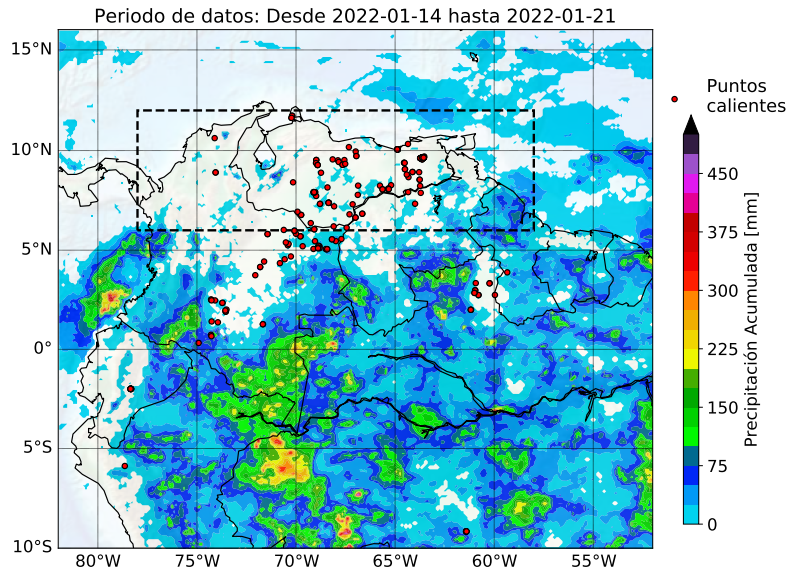 Periodo de datos: Desde 2022-01-14 hasta 2022-01-21
15°N
10°N
5°N
0°
5°S
10°S
80°W
75°W
70°W
65°W
60°W
55°W
Puntos
calientes
450
375
300
225
150
75
0
Precipitación Acumulada [mm]